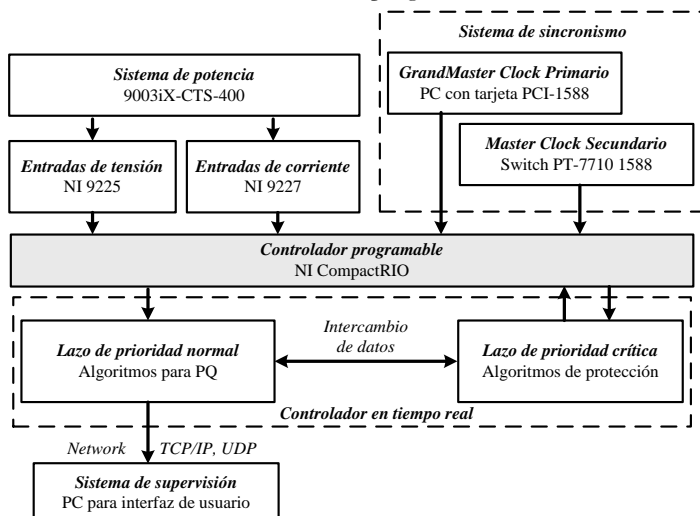 Sistema de sincronismo
Sistema de potencia
9003iX-CTS-400
GrandMaster Clock Primario
PC con tarjeta PCI-1588
Entradas de tensión
NI 9225
Entradas de corriente
NI 9227
Master Clock Secundario
Switch PT-7710 1588
Controlador programable
NI CompactRIO
Lazo de prioridad normal
Algoritmos para PQ
Intercambio
de datos
Lazo de prioridad crítica
Algoritmos de protección
Controlador en tiempo real
Network TCP/IP, UDP
Sistema de supervisión
PC para interfaz de usuario